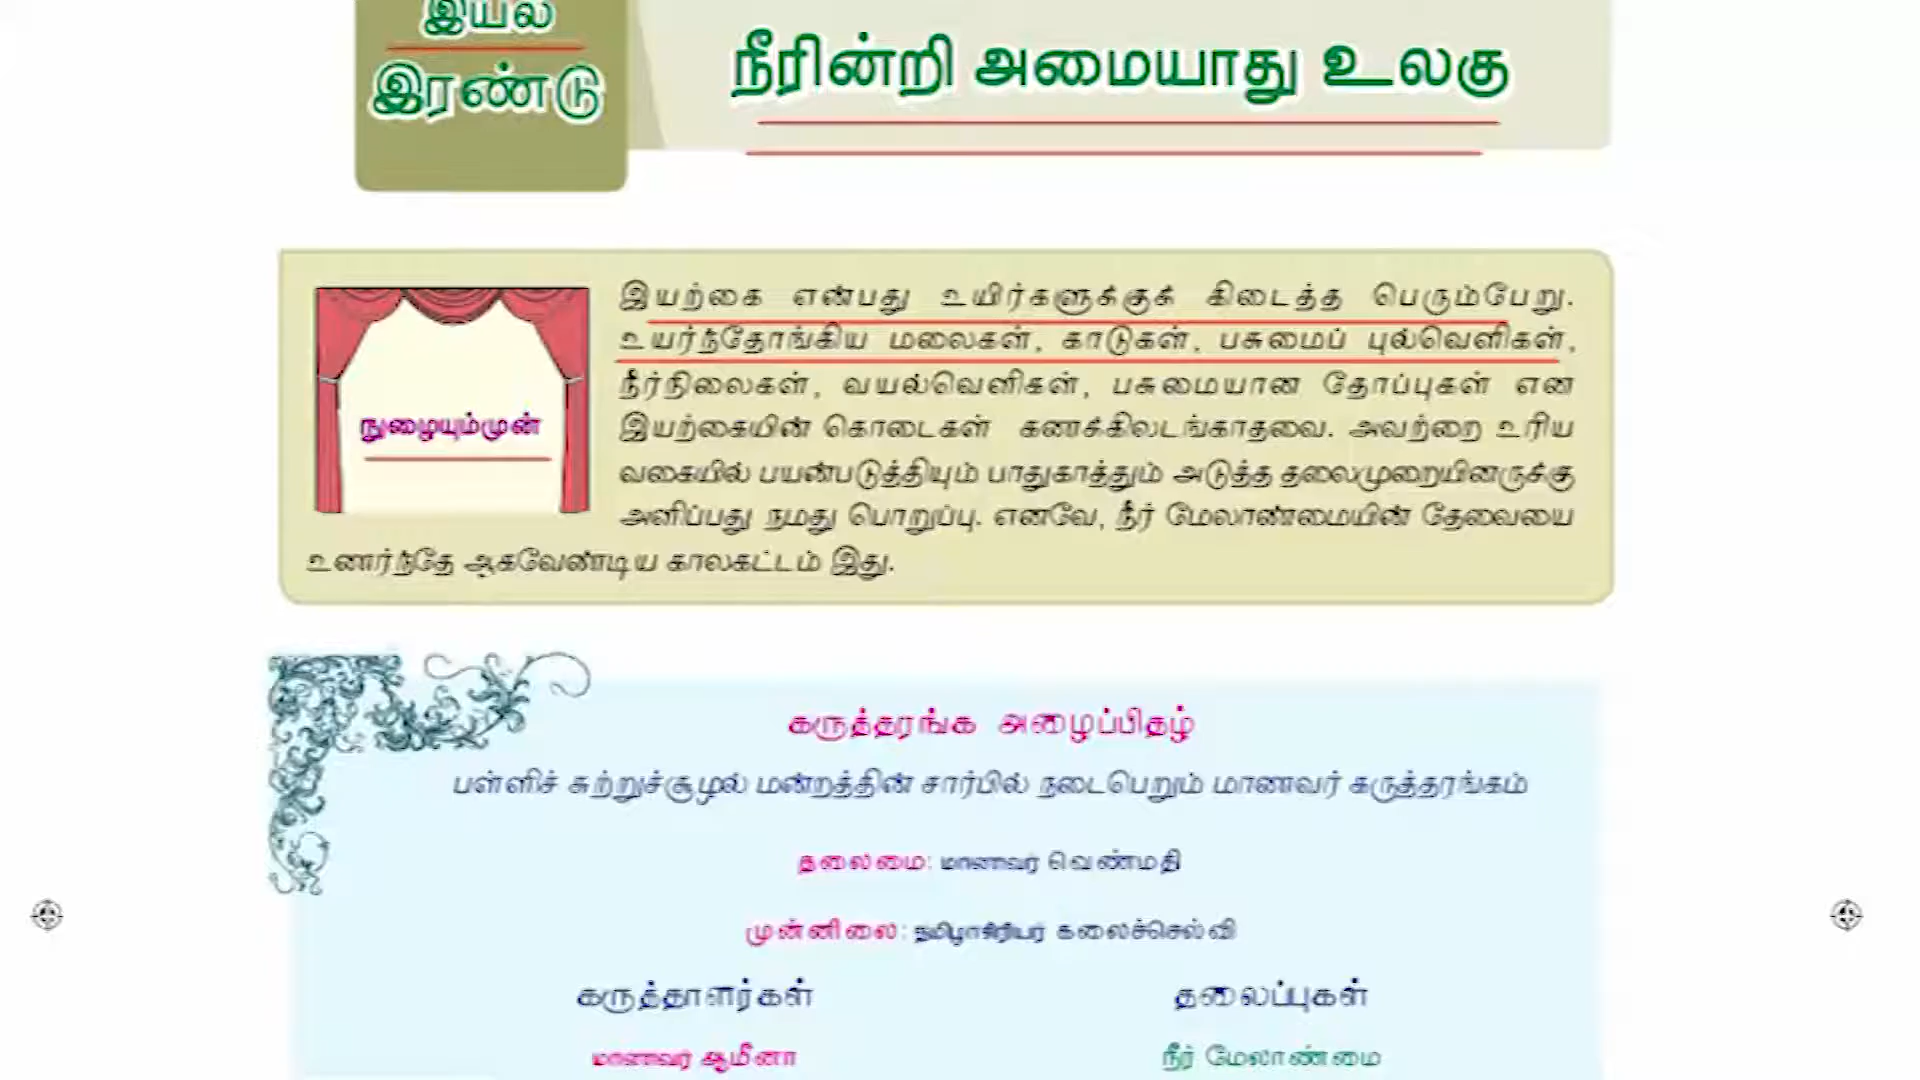 இயல்
இரண்டு
நீரின்றி அமையாது உலகு
நுழையும்முன்
இயற்கை என்பது உயிர்களுக்குக் கிடைத்த பெரும்பேறு.
உயர்ந்தோங்கிய மலைகள், காடுகள், பசுமைப் புல்வெளிகள்,
நீர்நிலைகள், வயல்வெளிகள், பசுமையான தோப்புகள் என
இயற்கையின் கொடைகள் கணக்கிலடங்காதவை. அவற்றை உரிய
வகையில் பயன்படுத்தியும் பாதுகாத்தும் அடுத்த தலைமுறையினருக்கு
அளிப்பது நமது பொறுப்பு. எனவே, நீர் மேலாண்மையின் தேவையை
உணர்ந்தே ஆகவேண்டிய காலகட்டம் இது.
கருத்தரங்க அழைப்பிதழ்
பள்ளிச் சுற்றுச்சூழல் மன்றத்தின் சார்பில் நடைபெறும் மாணவர் கருத்தரங்கம்
தலைமை: மாணவர் வெண்மதி
முன்னிலை: தமிழாசிரியர் கலைச்செல்வி
கருத்தாளர்கள் தலைப்புகள்
மாணவர் ஆமீனா நீர் மேலாண்மை